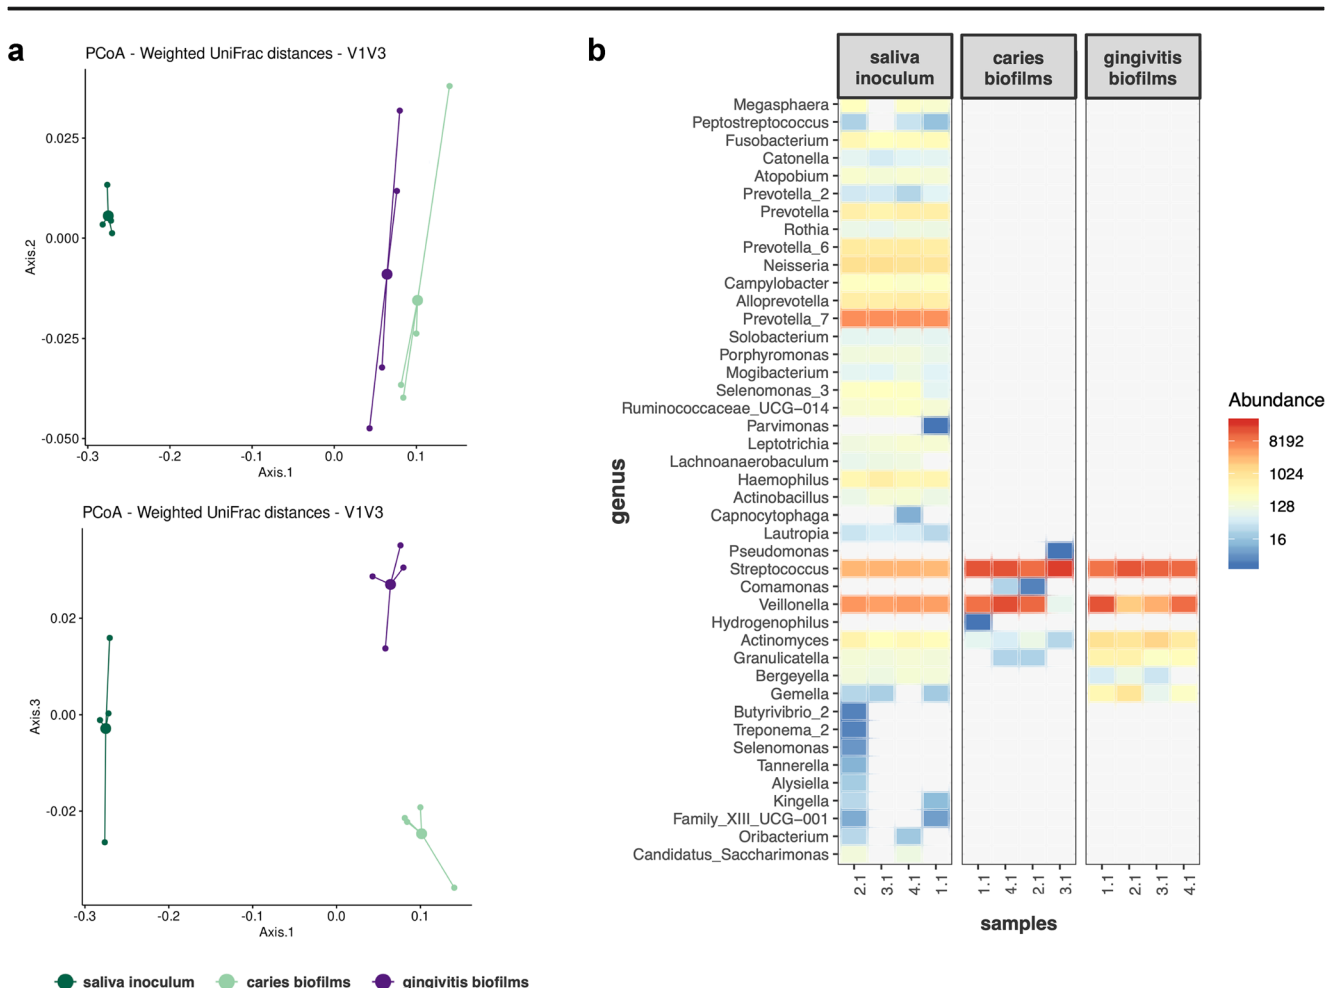 a
PCoA - Weighted UniFrac distances - V1V3
0.025
0.000
-0.025
-0.050
Axis.2
-0.3
-0.2
-0.1
0.0
0.1
Axis.1
PCoA - Weighted UniFrac distances - V1V3
0.02
0.00
-0.02
Axis.3
-0.3
-0.2
-0.1
0.0
0.1
Axis.1
saliva inoculum
caries biofilms
gingivitis biofilms
b
saliva
inoculum
caries
biofilms
gingivitis
biofilms
genus
Megasphaera
Peptostreptococcus
Fusobacterium
Catonella
Atopobium
Prevotella_2
Prevotella
Rothia
Prevotella_6
Neisseria
Campylobacter
Alloprevotella
Prevotella_7
Solobacterium
Porphyromonas
Mogibacterium
Selenomonas_3
Ruminococcaceae_UCG−014
Parvimonas
Leptotrichia
Lachnoanaerobaculum
Haemophilus
Actinobacillus
Capnocytophaga
Lautropia
Pseudomonas
Streptococcus
Comamonas
Veillonella
Hydrogenophilus
Actinomyces
Granulicatella
Bergeyella
Gemella
Butyrivibrio_2
Treponema_2
Selenomonas
Tannerella
Alysiella
Kingella
Family_XIII_UCG−001
Oribacterium
Candidatus_Saccharimonas
2.1
3.1
4.1
1.1
1.1
4.1
2.1
3.1
1.1
2.1
3.1
4.1
samples
Abundance
8192
1024
128
16